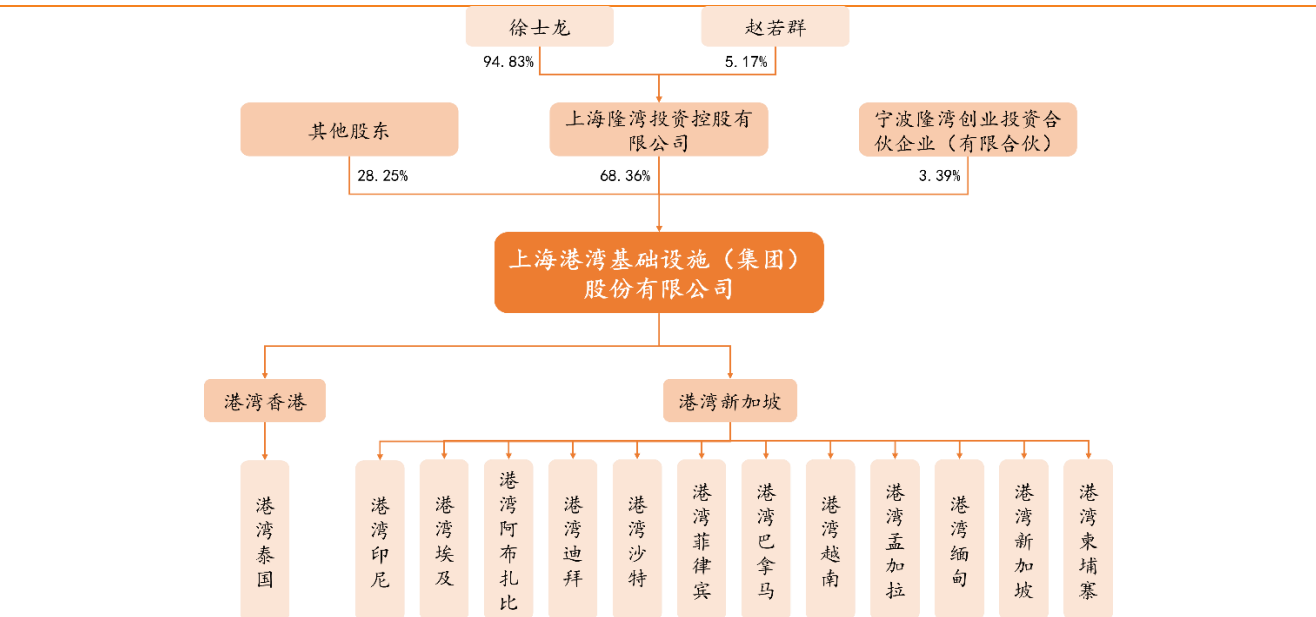 徐士龙
赵若群
94.83%
5.17%
其他股东
上海隆湾投资控股有
限公司
宁波隆湾创业投资合
伙企业（有限合伙）
28.25%
68.36%
3.39%
上海港湾基础设施（集团）
股份有限公司
港湾香港
港湾新加坡
港湾泰国
港湾印尼
港湾埃及
港湾阿布扎比
港湾迪拜
港湾沙特
港湾菲律宾
港湾巴拿马
港湾越南
港湾孟加拉
港湾缅甸
港湾新加坡
港湾柬埔寨